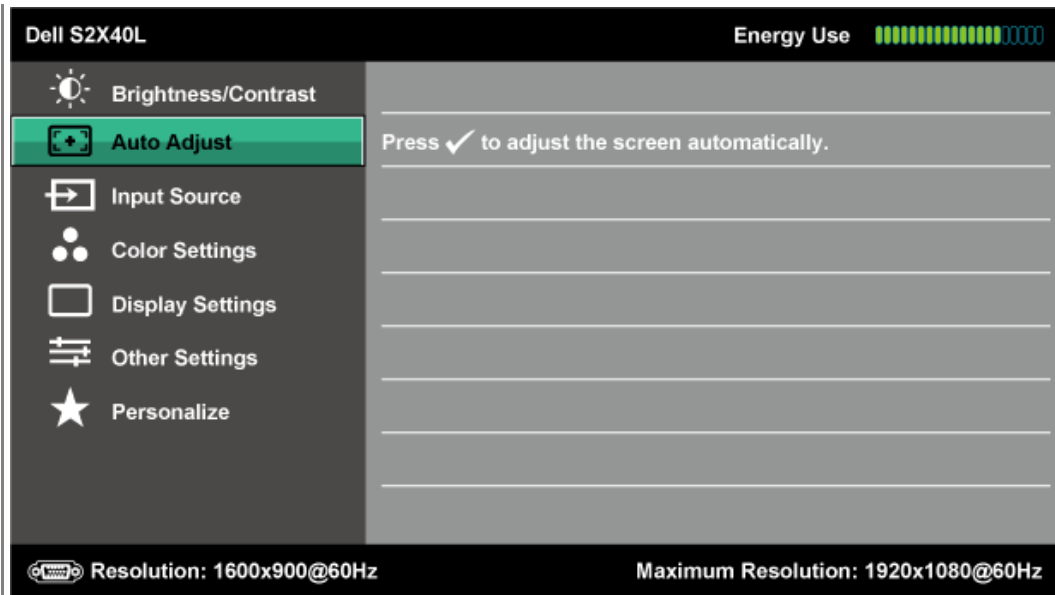 Dell S2X40L Energy Use
Brightness/Contrast
Auto Adjust
Press ✓ to adjust the screen automatically.
Input Source
Color Settings
Display Settings
Other Settings
Personalize
Resolution: 1600x900@60Hz Maximum Resolution: 1920x1080@60Hz